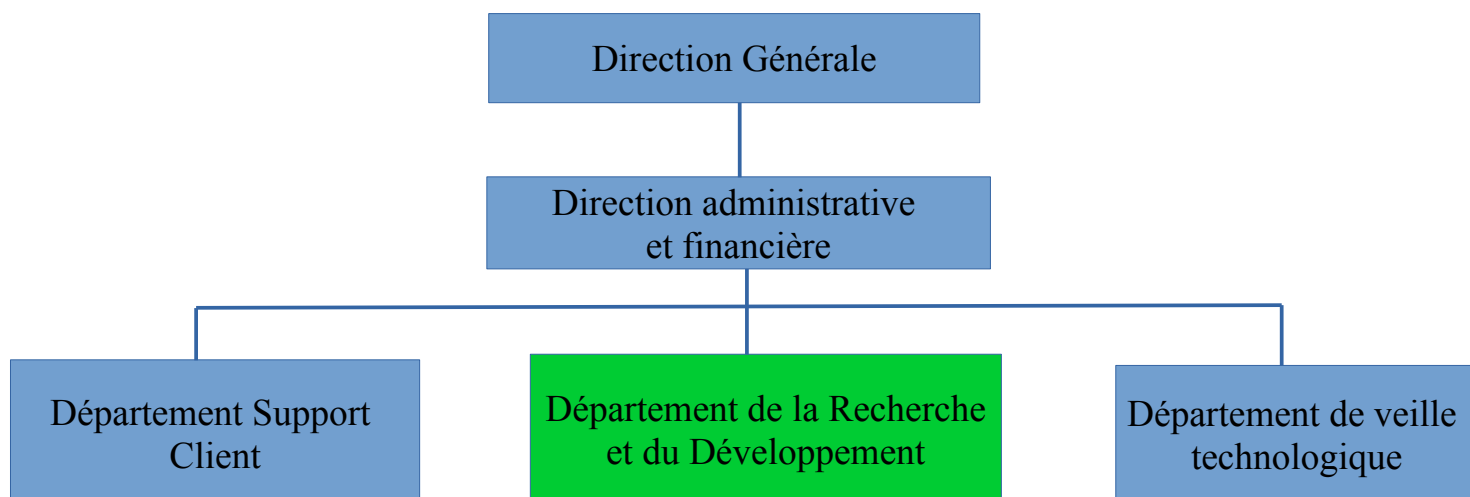 Direction Générale
Direction administrative
et financière
Département Support
Client
Département de la Recherche
et du Développement
Département de veille
technologique